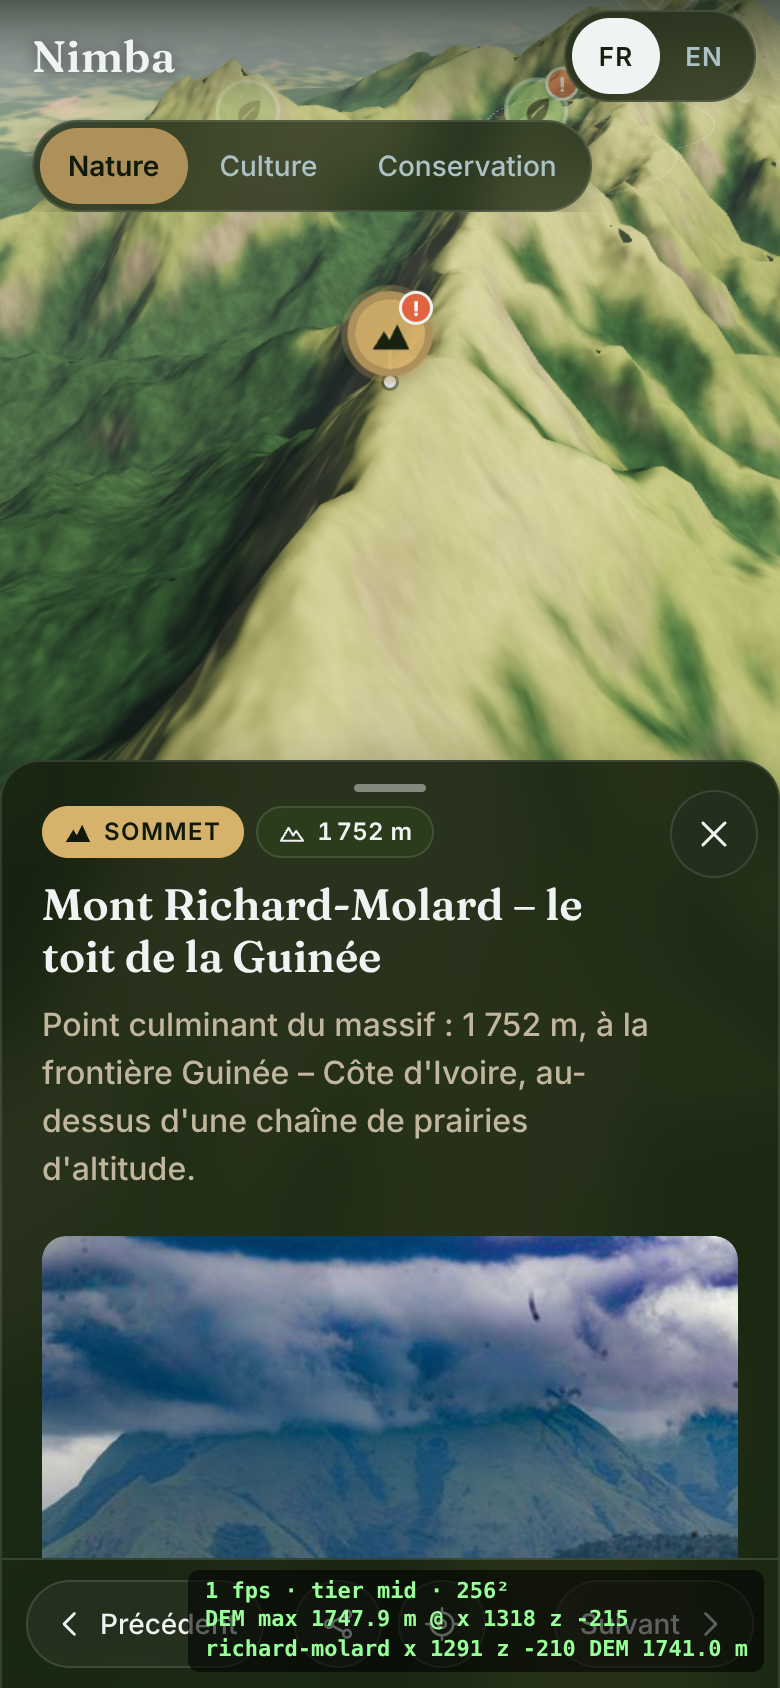 Nimba
FR EN
Nature Culture Conservation
!
!
SOMMET 1 752 m
Mont Richard-Molard – le
toit de la Guinée
Point culminant du massif : 1 752 m, à la
frontière Guinée – Côte d'Ivoire, au-
dessus d'une chaîne de prairies
d'altitude.
1 fps · tier mid · 256²
DEM max 1747.9 m @ x 1318 z -215
Précédent Suivant
richard-molard x 1291 z -210 DEM 1741.0 m